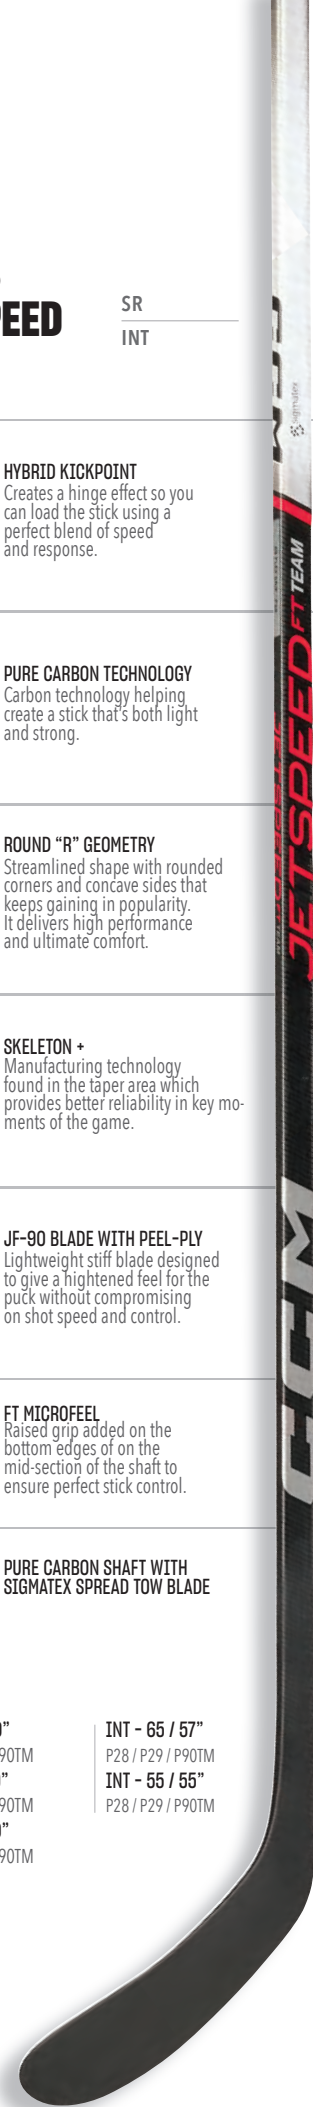 PEED
SR
INT
HYBRID KICKPOINT
Creates a hinge effect so you
can load the stick using a
perfect blend of speed
and response.
PURE CARBON TECHNOLOGY
Carbon technology helping
create a stick that's both light
and strong.
ROUND “R” GEOMETRY
Streamlined shape with rounded
corners and concave sides that
keeps gaining in popularity.
It delivers high performance
and ultimate comfort.
SKELETON +
Manufacturing technology
found in the taper area which
provides better reliability in key mo-
ments of the game.
JF-90 BLADE WITH PEEL-PLY
Lightweight stiff blade designed
to give a hightened feel for the
puck without compromising
on shot speed and control.
FT MICROFEEL
Raised grip added on the
bottom edges of on the
mid-section of the shaft to
ensure perfect stick control.
PURE CARBON SHAFT WITH
SIGMATEX SPREAD TOW BLADE
0”
90TM
”
90TM
”
90TM
INT - 65 / 57”
P28 / P29 / P90TM
INT - 55 / 55”
P28 / P29 / P90TM
CCM
sigmatex
JETSPEED FT TEAM
CCM